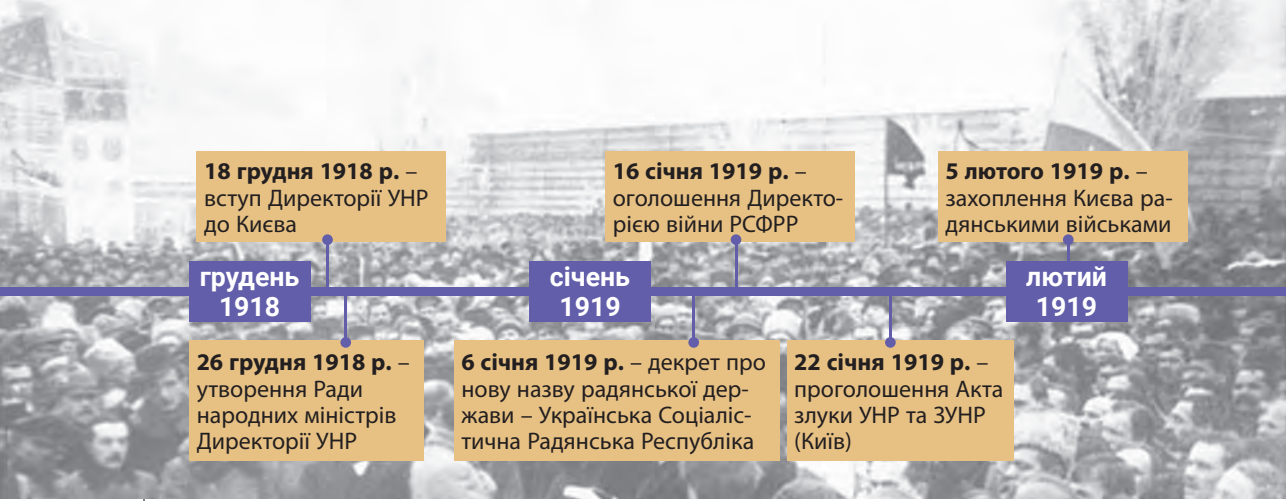 18 грудня 1918 р. –
вступ Директорії УНР
до Києва
16 січня 1919 р. –
оголошення Директо-
рією війни РСФРР
5 лютого 1919 р. –
захоплення Києва ра-
дянськими військами
грудень
1918
січень
1919
лютий
1919
26 грудня 1918 р. –
утворення Ради
народних міністрів
Директорії УНР
6 січня 1919 р. – декрет про
нову назву радянської дер-
жави – Українська Соціаліс-
тична Радянська Республіка
22 січня 1919 р. –
проголошення Акта
злуки УНР та ЗУНР
(Київ)